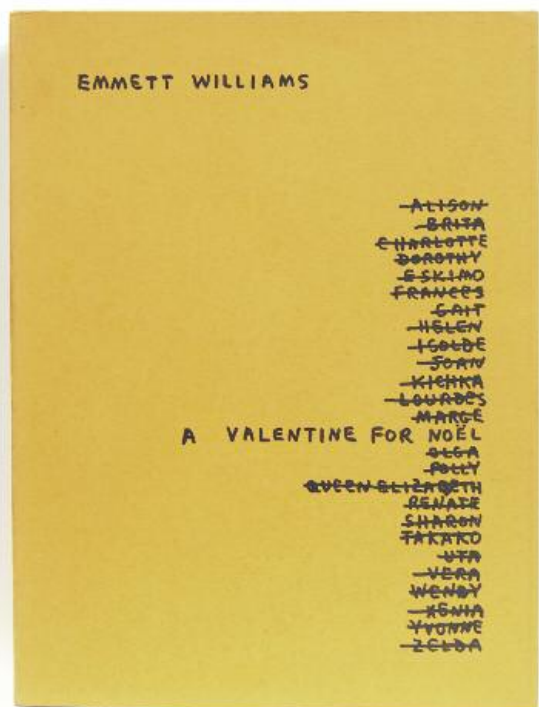 EMMETT WILLIAMS
ALISON
BRITA
CHARLOTTE
DOROTHY
ESKIMO
FRANCES
GAIT
HELEN
ISOLDE
JOAN
KICHKA
LOURDES
MARGE
A VALENTINE FOR NOËL
OLGA
POLLY
QUEEN ELIZABETH
RENATE
SHARON
TAKAKO
UTA
VERA
WENDY
XENIA
YVONNE
ZELDA